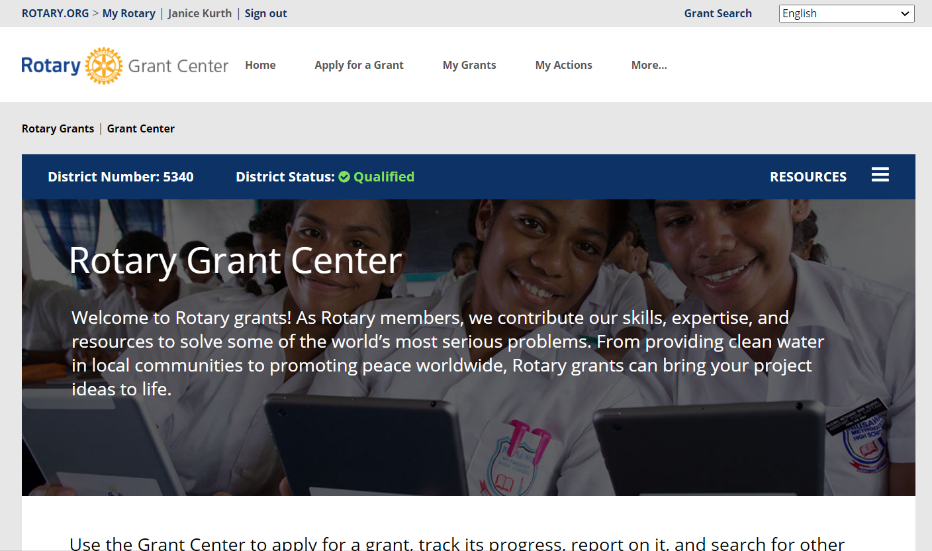 ROTARY.ORG > My Rotary | Janice Kurth | Sign out
Grant Search
English
Rotary Grant Center
Home
Apply for a Grant
My Grants
My Actions
More...
Rotary Grants | Grant Center
District Number: 5340
District Status: Qualified
RESOURCES
Rotary Grant Center
Welcome to Rotary grants! As Rotary members, we contribute our skills, expertise, and
resources to solve some of the world’s most serious problems. From providing clean water
in local communities to promoting peace worldwide, Rotary grants can bring your project
ideas to life.
Use the Grant Center to apply for a grant, track its progress, report on it, and search for other